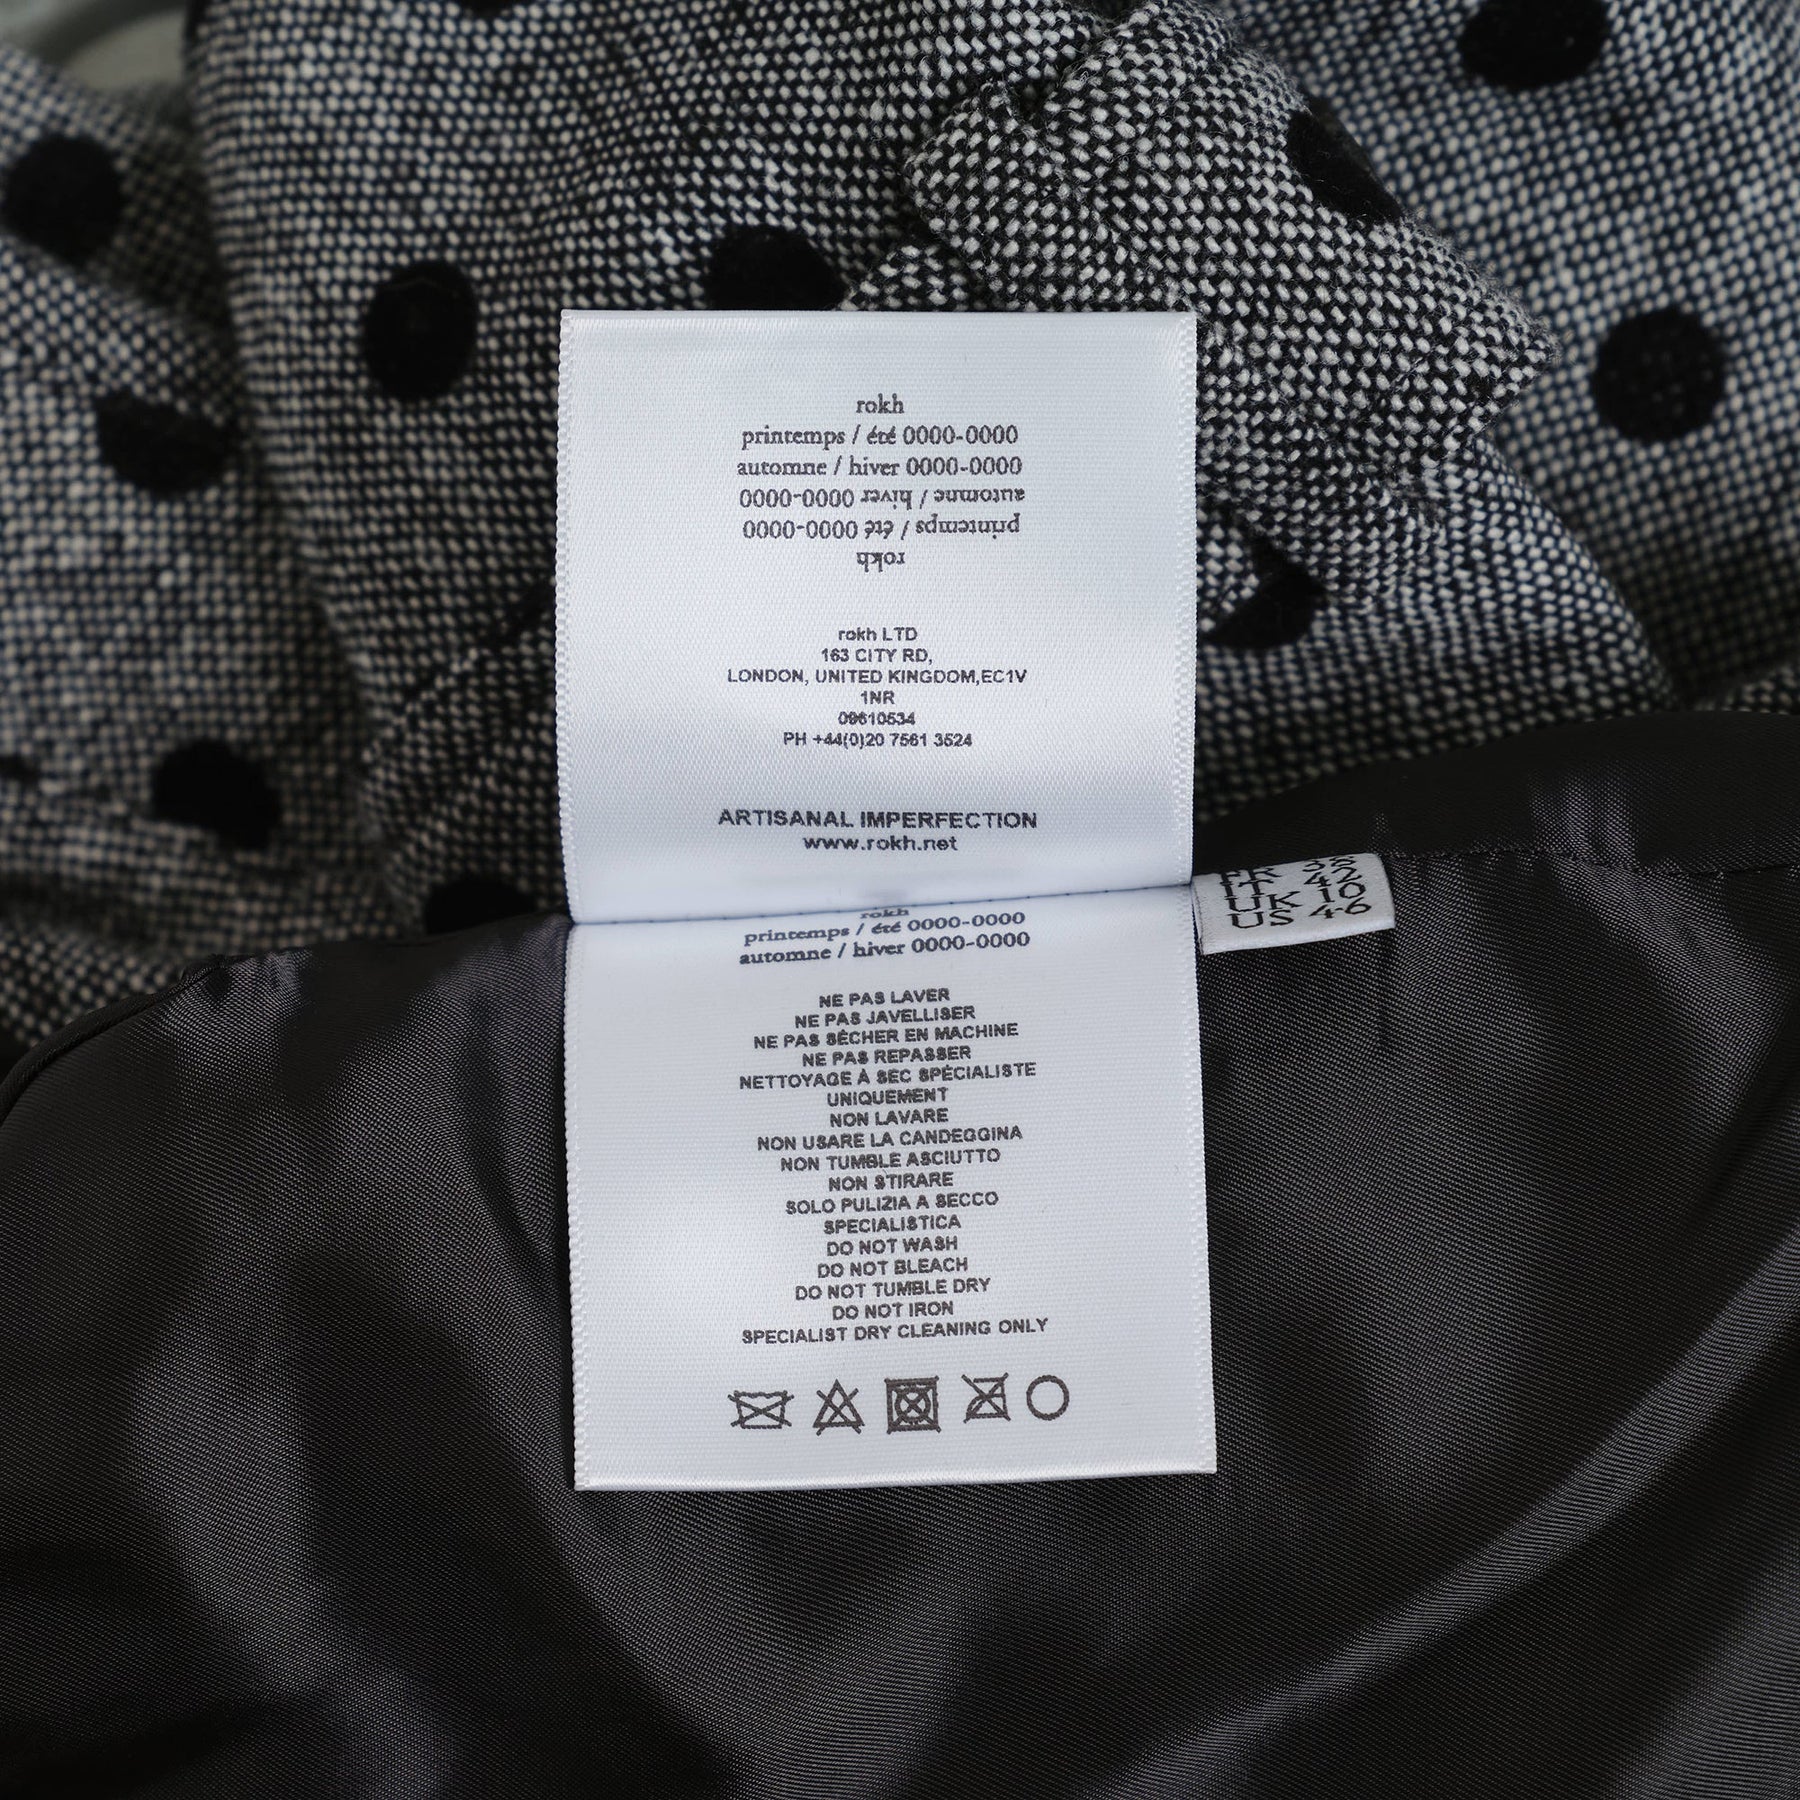 rokh
printemps / été 0000-0000
automne / hiver 0000-0000
automne / hiver 0000-0000
printemps / été 0000-0000
rokh
rokh LTD
163 CITY RD,
LONDON, UNITED KINGDOM,EC1V
1NR
09610534
PH +44(0)20 7561 3524
ARTISANAL IMPERFECTION
www.rokh.net
rokh
printemps / été 0000-0000
automne / hiver 0000-0000
NE PAS LAVER
NE PAS JAVELLISER
NE PAS SÉCHER EN MACHINE
NE PAS REPASSER
NETTOYAGE À SEC SPÉCIALISTE
UNIQUEMENT
NON LAVARE
NON USARE LA CANDEGGINA
NON TUMBLE ASCIUTTO
NON STIRARE
SOLO PULIZIA A SECCO
SPECIALISTICA
DO NOT WASH
DO NOT BLEACH
DO NOT TUMBLE DRY
DO NOT IRON
SPECIALIST DRY CLEANING ONLY
UK 10
US 4-6